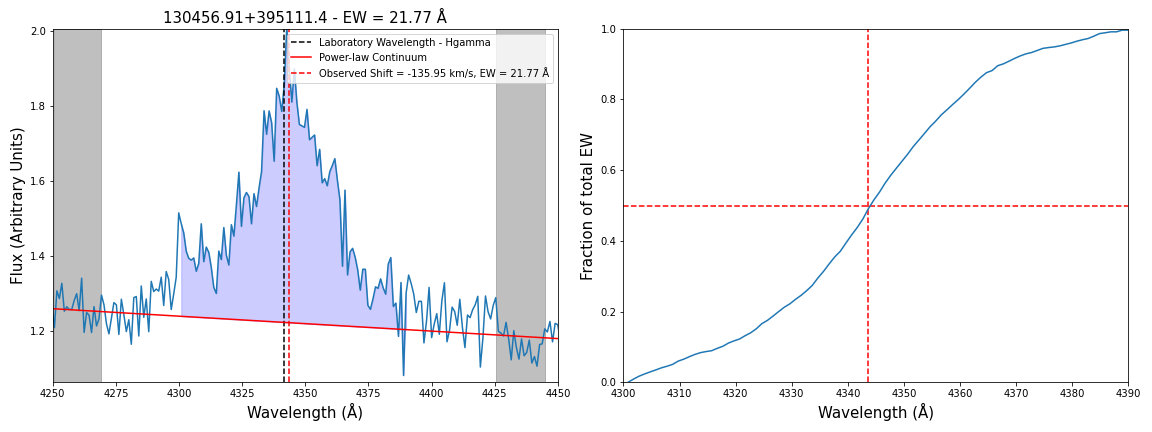 130456.91+395111.4 - EW = 21.77 Å
Laboratory Wavelength - Hgamma
Power-law Continuum
Observed Shift = -135.95 km/s, EW = 21.77 Å
Flux (Arbitrary Units)
2.0
1.8
1.6
1.4
1.2
4250 4275 4300 4325 4350 4375 4400 4425 4450
Wavelength (Å)
Fraction of total EW
1.0
0.8
0.6
0.4
0.2
0.0
4300 4310 4320 4330 4340 4350 4360 4370 4380 4390
Wavelength (Å)